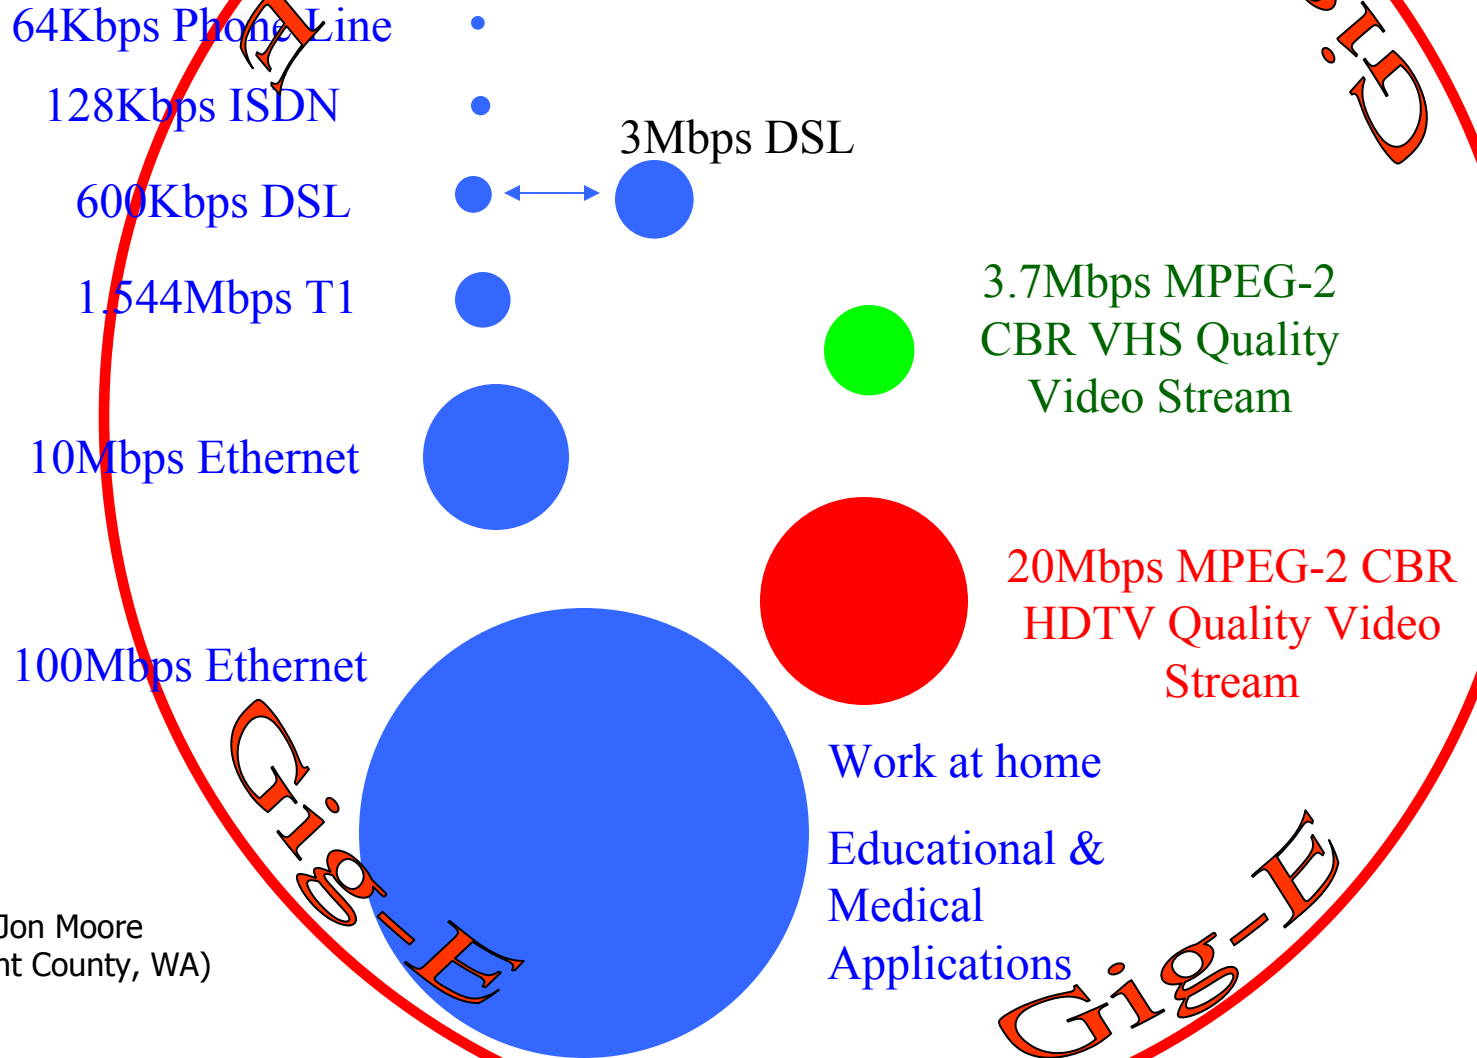 64Kbps Phone Line
128Kbps ISDN
3Mbps DSL
600Kbps DSL
1.544Mbps T1
3.7Mbps MPEG-2
CBR VHS Quality
Video Stream
10Mbps Ethernet
20Mbps MPEG-2 CBR
HDTV Quality Video
Stream
100Mbps Ethernet
Work at home
Educational &
Medical
Applications
Gig-E
Gig-E
Jon Moore
County, WA)